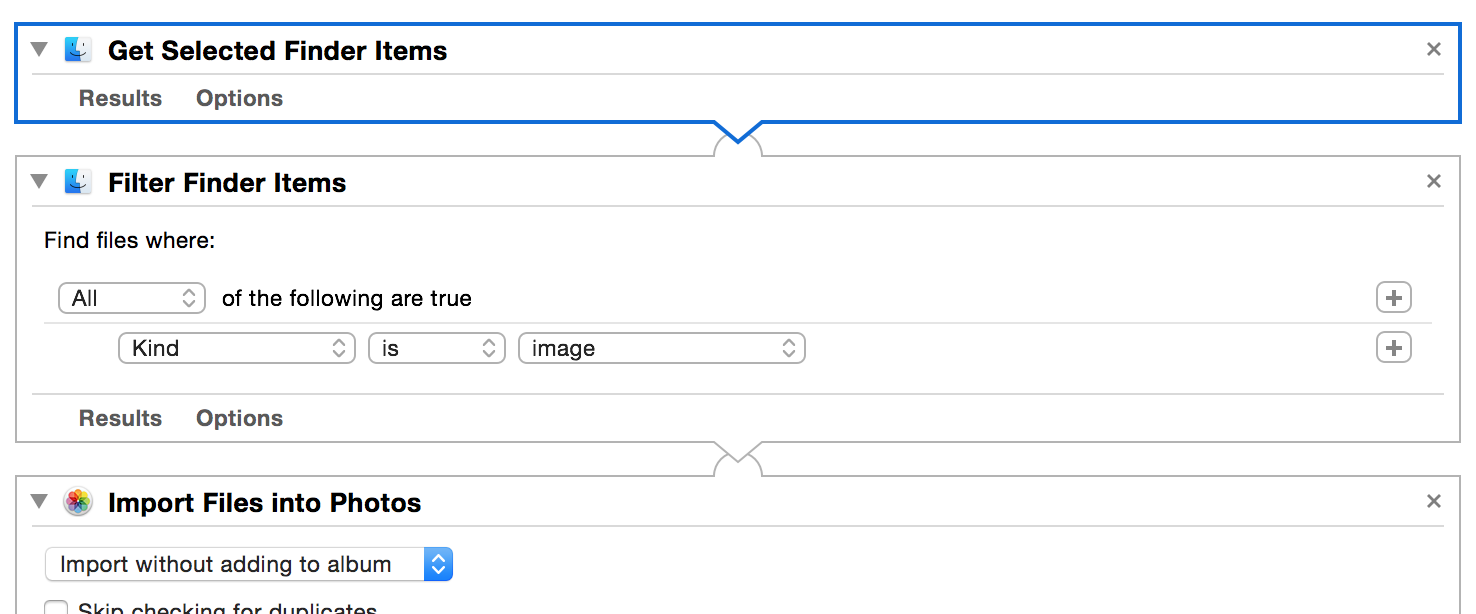 Get Selected Finder Items
Results Options
Filter Finder Items
Find files where:
All of the following are true
Kind is image
Results Options
Import Files into Photos
Import without adding to album
Skip checking for duplicates